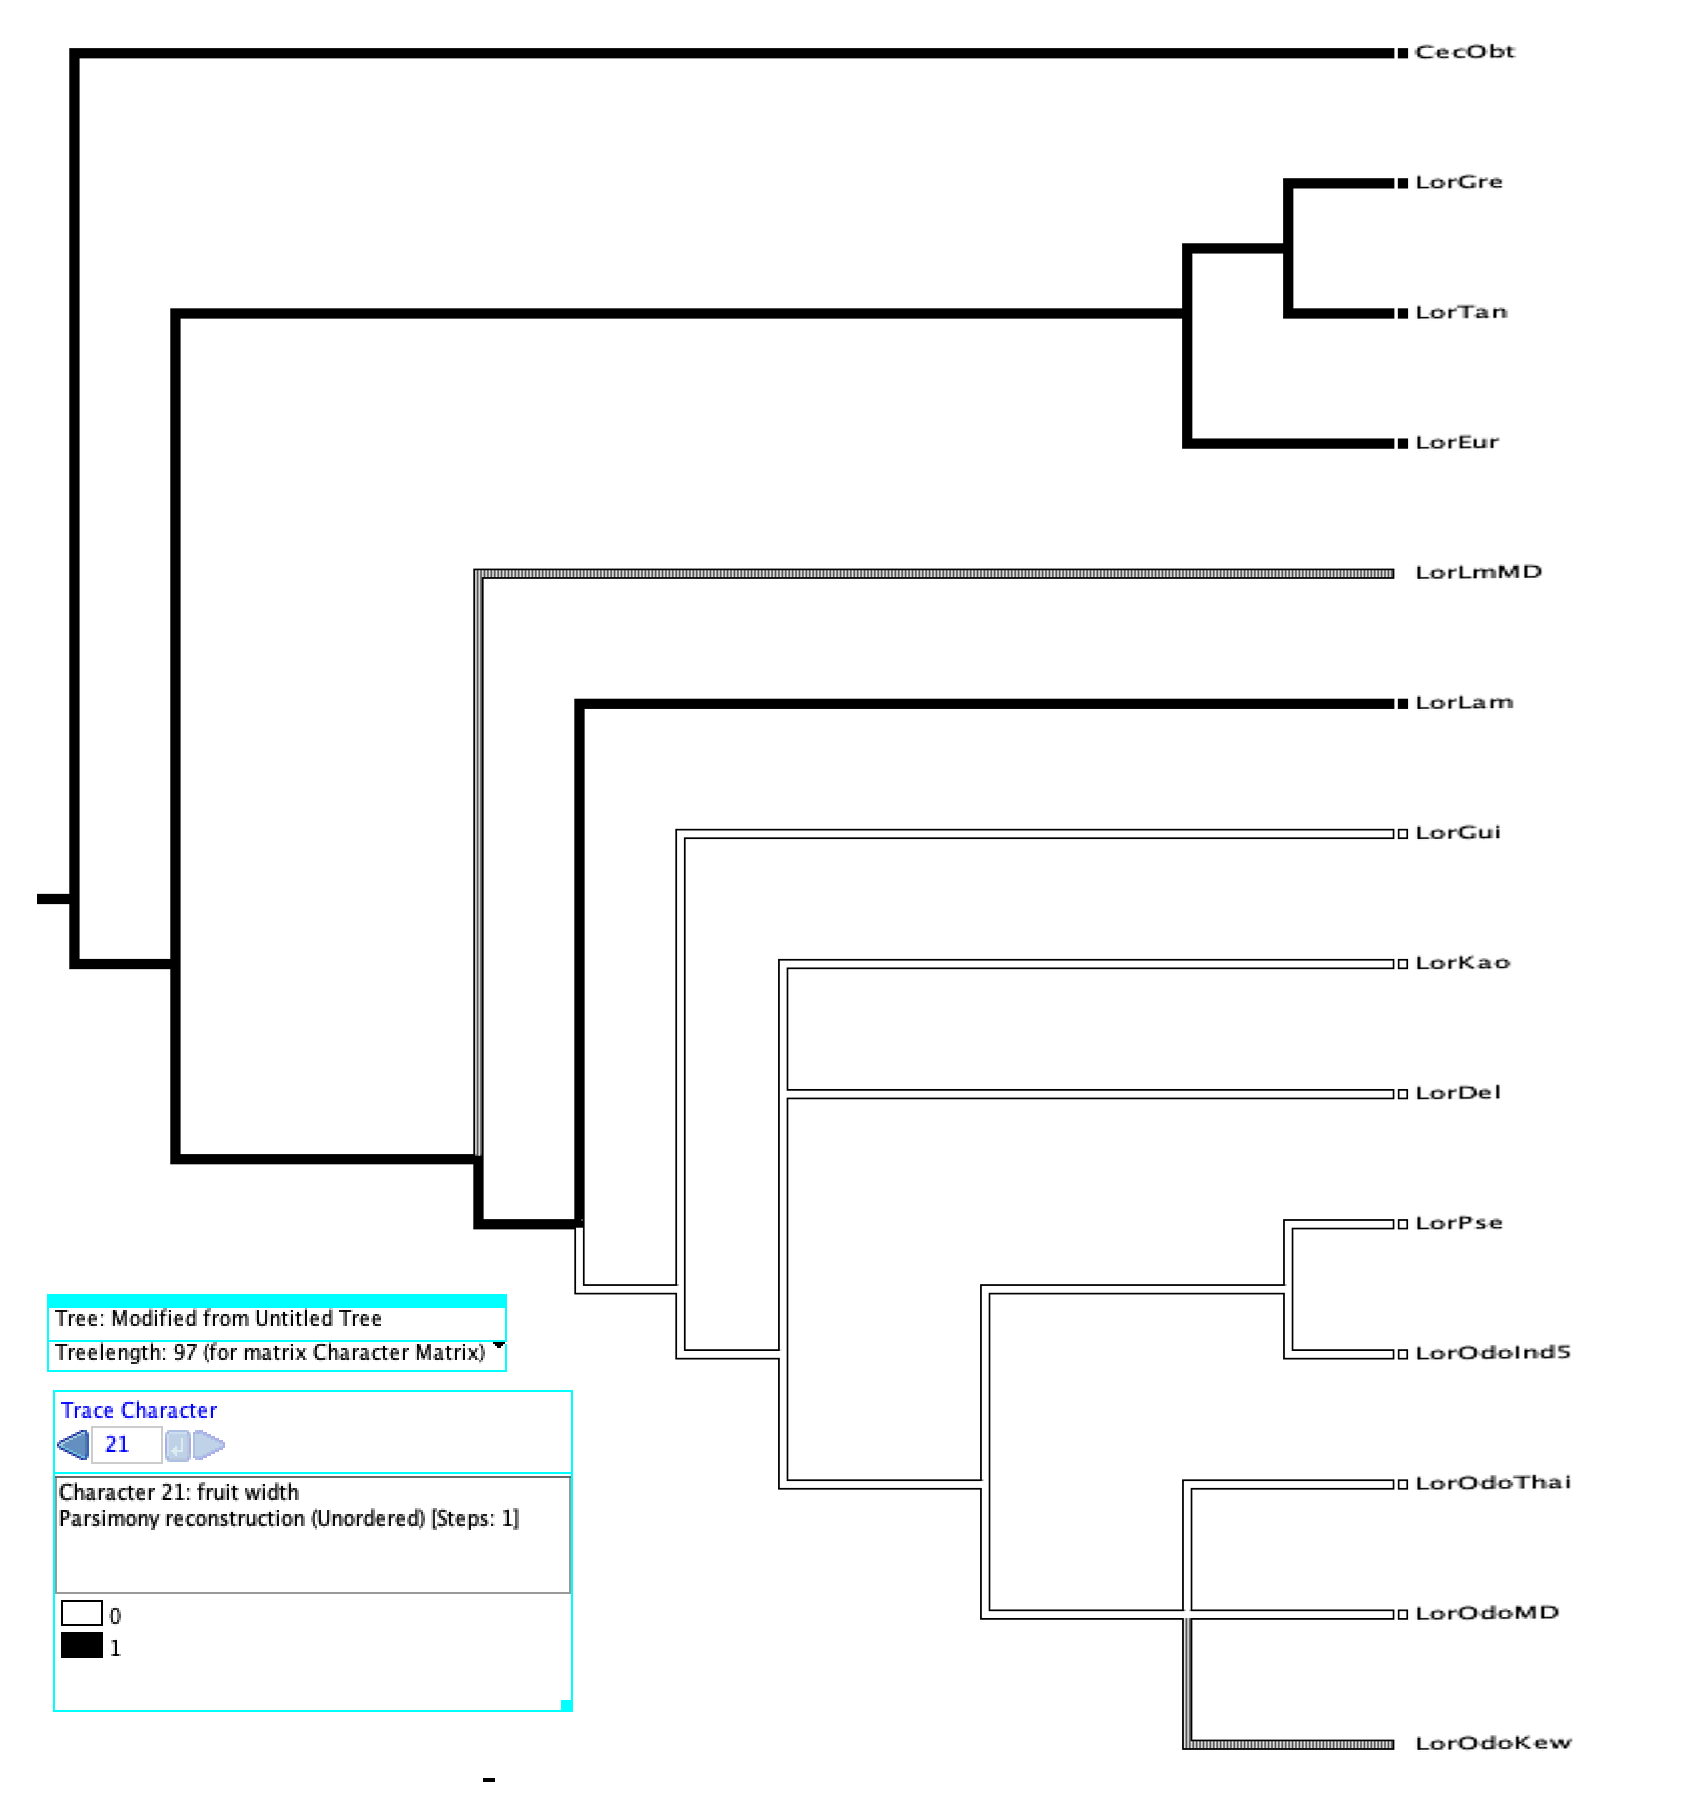 CecObt
LorGre
LorTan
LorEur
LorLmMD
LorLam
LorGui
LorKao
LorDel
LorPse
LorOdoIndS
LorOdoThai
LorOdoMD
LorOdoKew
Tree: Modified from Untitled Tree
Treelength: 97 (for matrix Character Matrix)
Trace Character
21
Character 21: fruit width
Parsimony reconstruction (Unordered) [Steps: 1]
0
1